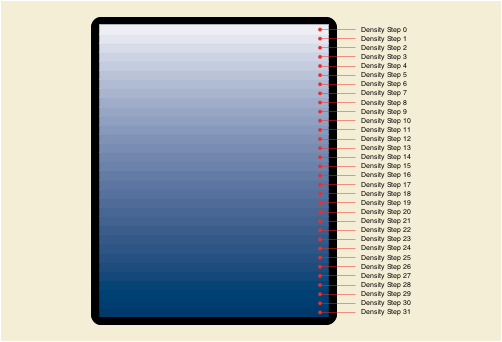 Density Step 0
Density Step 1
Density Step 2
Density Step 3
Density Step 4
Density Step 5
Density Step 6
Density Step 7
Density Step 8
Density Step 9
Density Step 10
Density Step 11
Density Step 12
Density Step 13
Density Step 14
Density Step 15
Density Step 16
Density Step 17
Density Step 18
Density Step 19
Density Step 20
Density Step 21
Density Step 22
Density Step 23
Density Step 24
Density Step 25
Density Step 26
Density Step 27
Density Step 28
Density Step 29
Density Step 30
Density Step 31